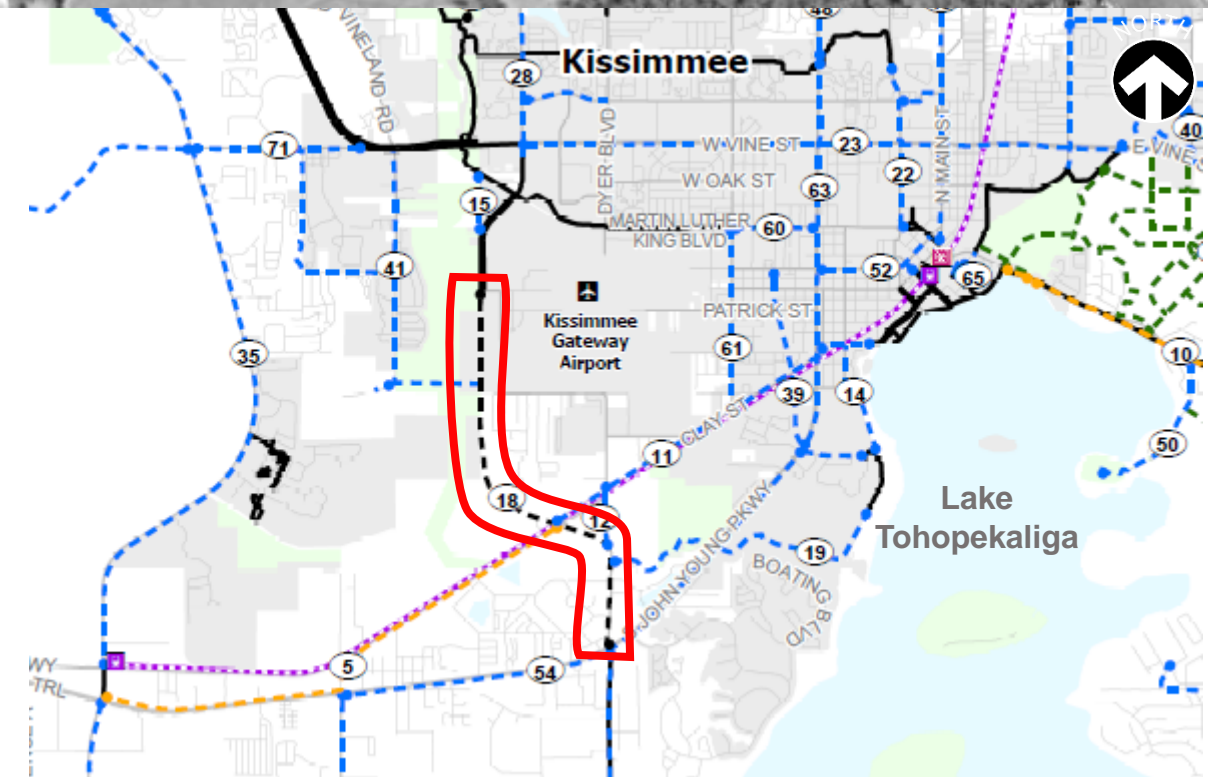 NORTH
48
VINELAND RD
28
Kissimmee
DYER BLVD
N MAIN ST
40
71
W VINE ST
23
E VINE S
W OAK ST
63
22
15
MARTIN LUTHER
KING BLVD
60
41
52
65
Kissimmee
Gateway
Airport
PATRICK ST
35
61
10
39
14
CLAY ST
11
50
18
12
Lake
Tohopekaliga
S JOHN YOUNG PKWY
19
BOATING
BLVD
WY
TRL
5
54